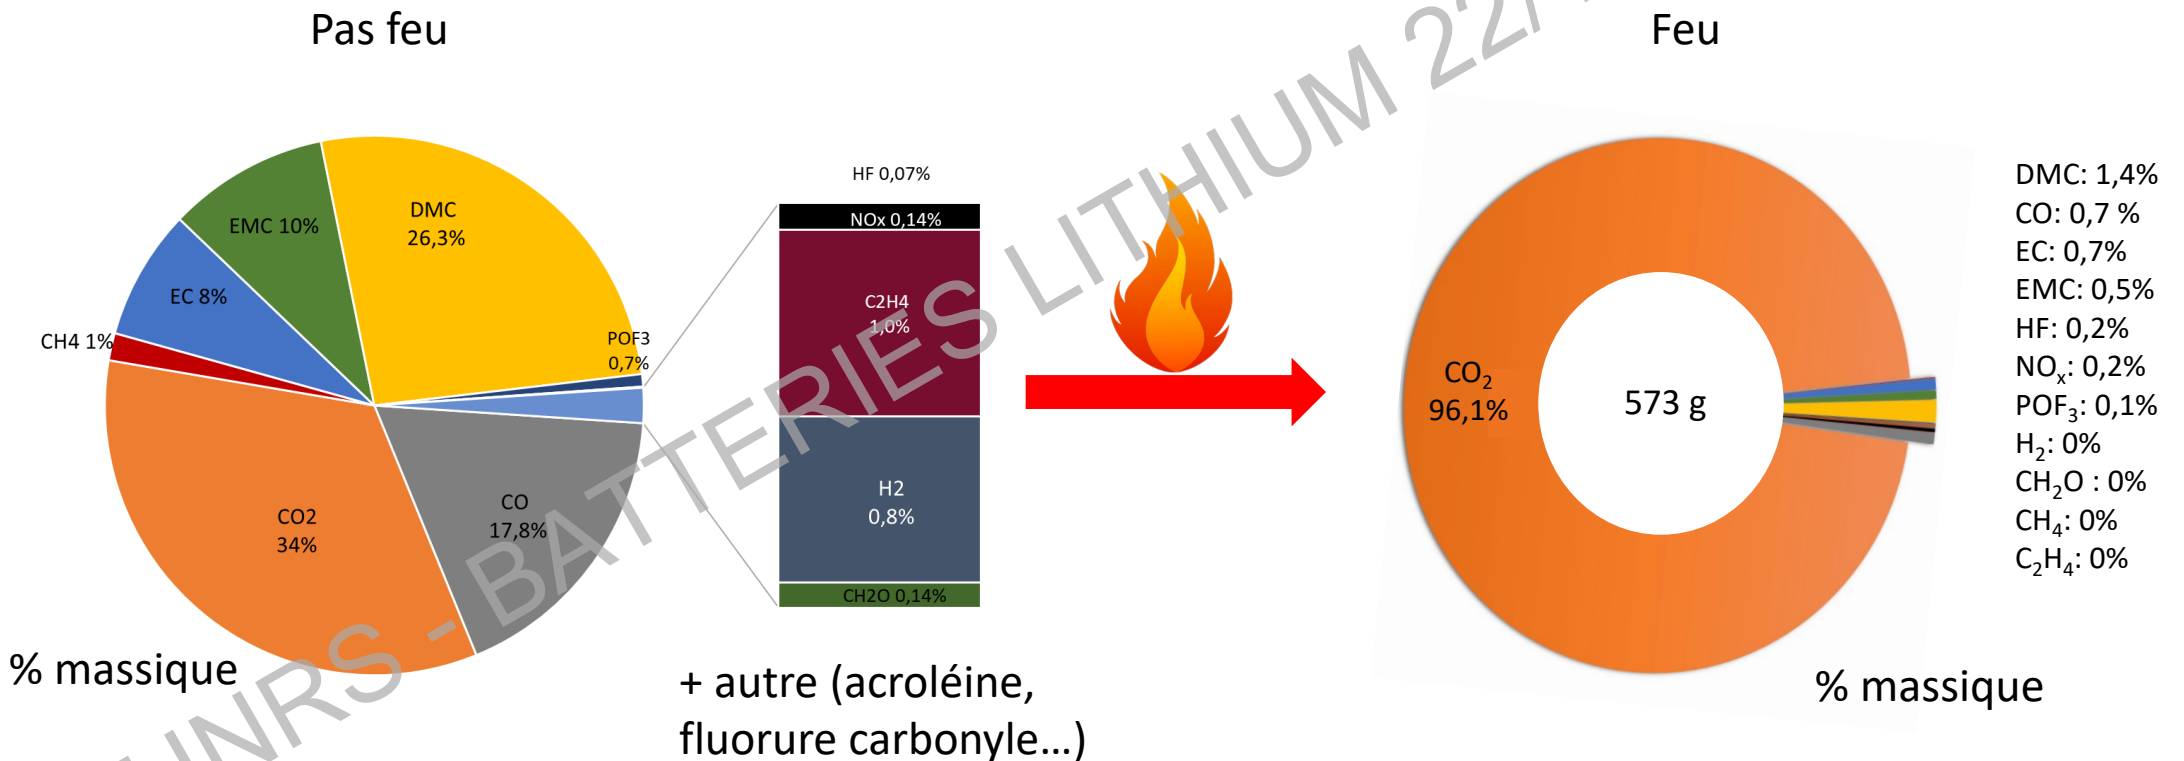 Pas feu
Feu
EMC 10%
DMC
26,3%
EC 8%
CH4 1%
POF3
0,7%
CO2
34%
CO
17,8%
% massique
HF 0,07%
NOx 0,14%
C2H4
1,0%
H2
0,8%
CH2O 0,14%
+ autre (acroléine,
fluorure carbonyle...)
CO₂
96,1%
573 g
DMC: 1,4%
CO: 0,7 %
EC: 0,7%
EMC: 0,5%
HF: 0,2%
NOₓ: 0,2%
POF₃: 0,1%
H₂: 0%
CH₂O : 0%
CH₄: 0%
C₂H₄: 0%
% massique
INRS - BATTERIES LITHIUM 22/